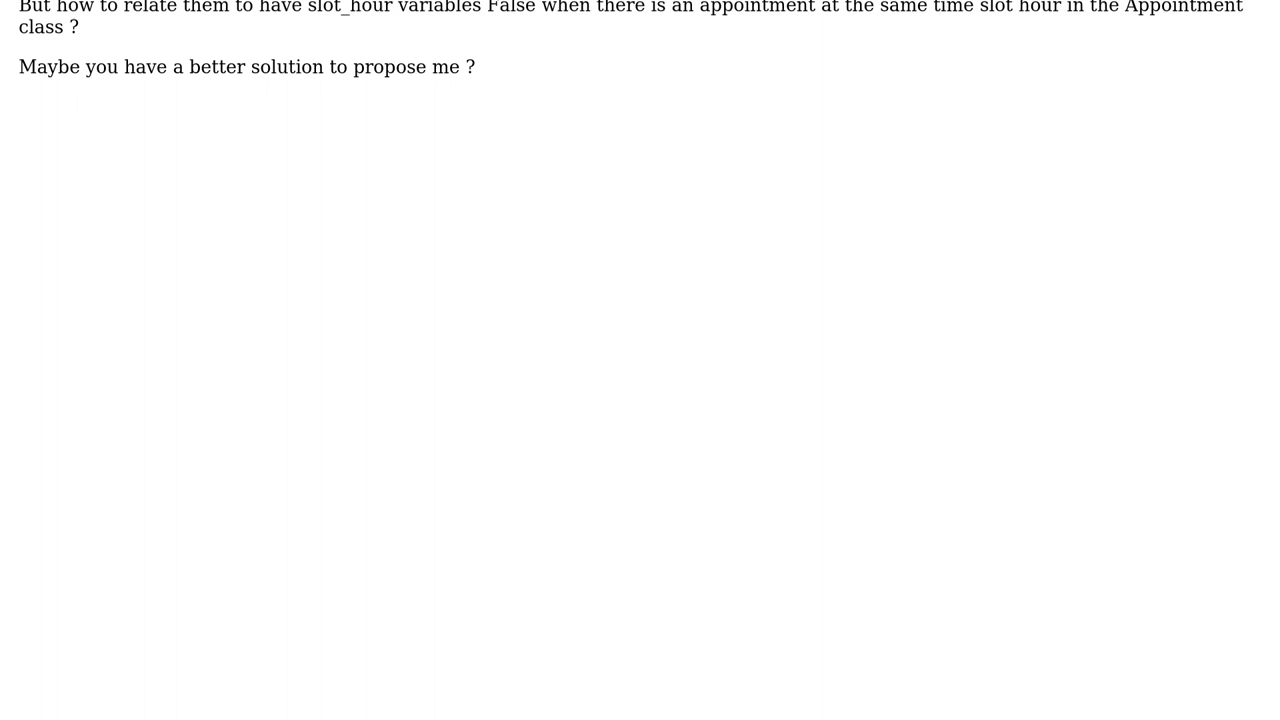 But how to relate them to have slot_hour variables False when there is an appointment at the same time slot hour in the Appointment
class ?
Maybe you have a better solution to propose me ?